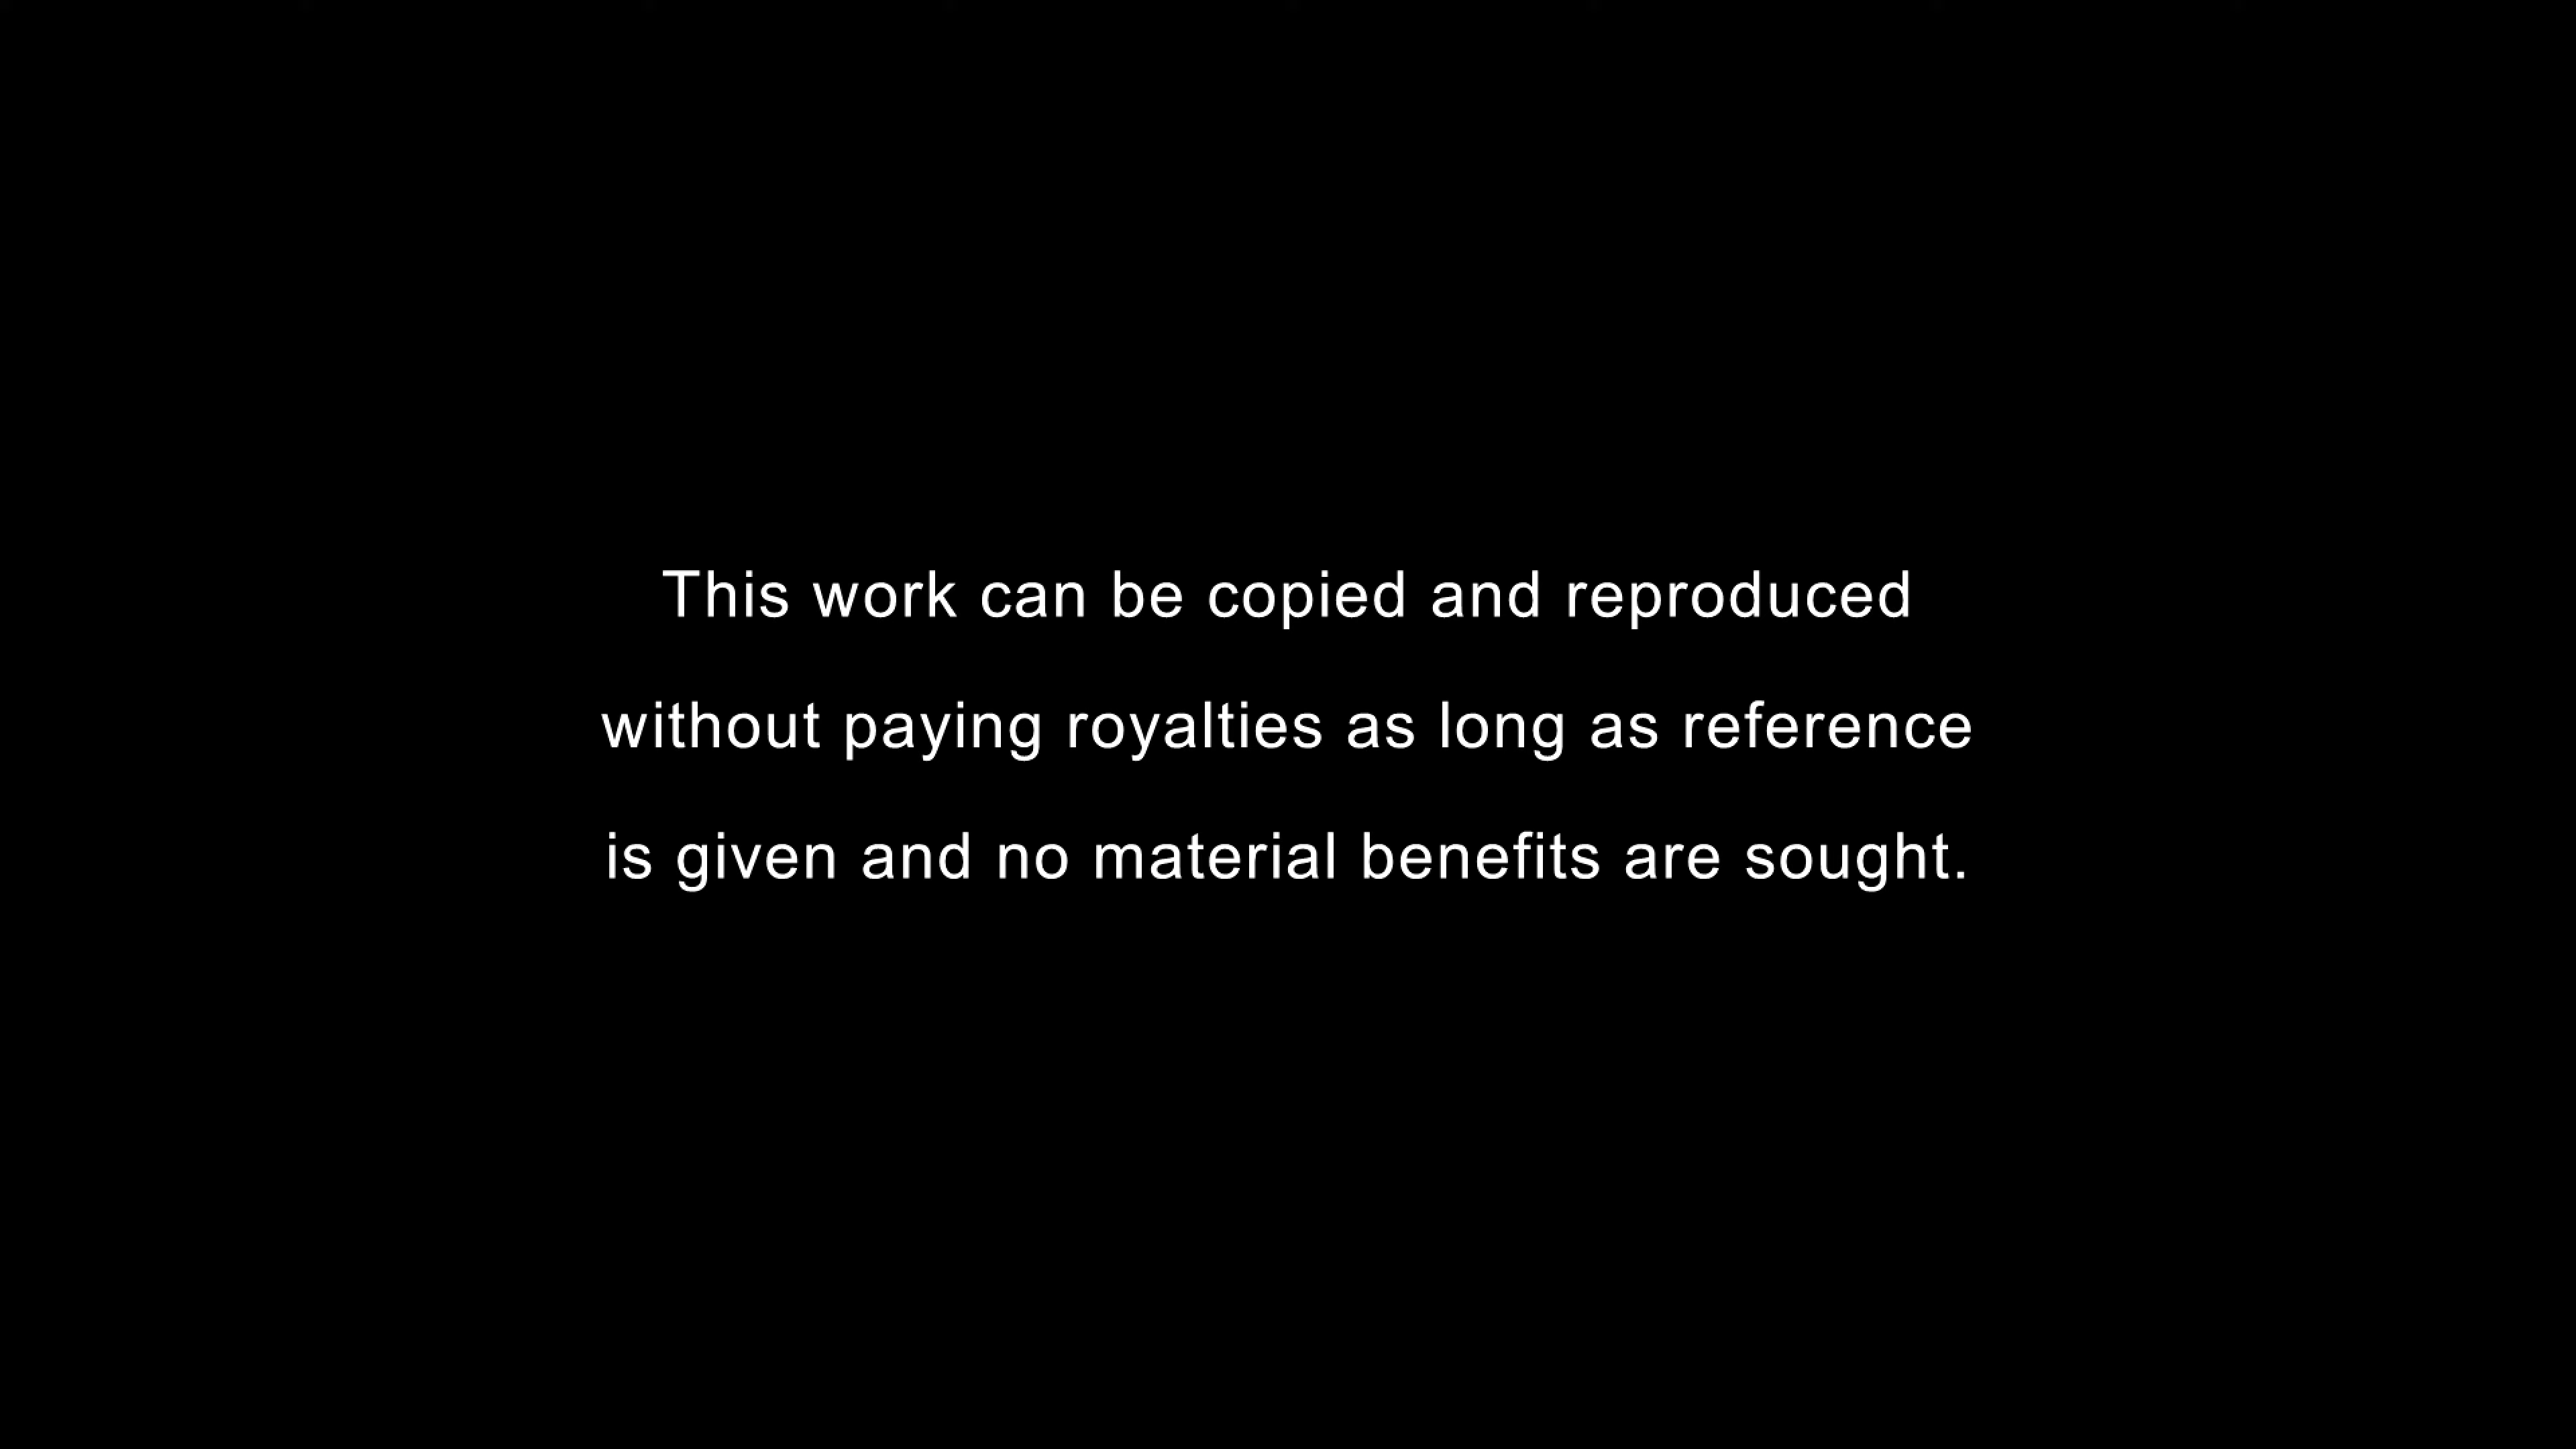 This work can be copied and reproduced
without paying royalties as long as reference
is given and no material benefits are sought.